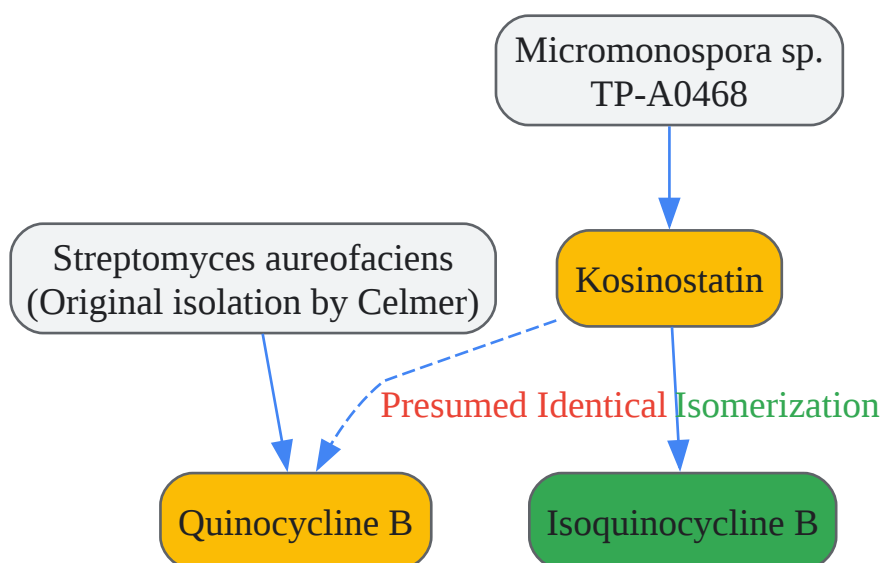 Micromonospora sp.
TP-A0468
Streptomyces aureofaciens
(Original isolation by Celmer)
Kosinostatin
Presumed Identical
Isomerization
Quinocycline B
Isoquinocycline B